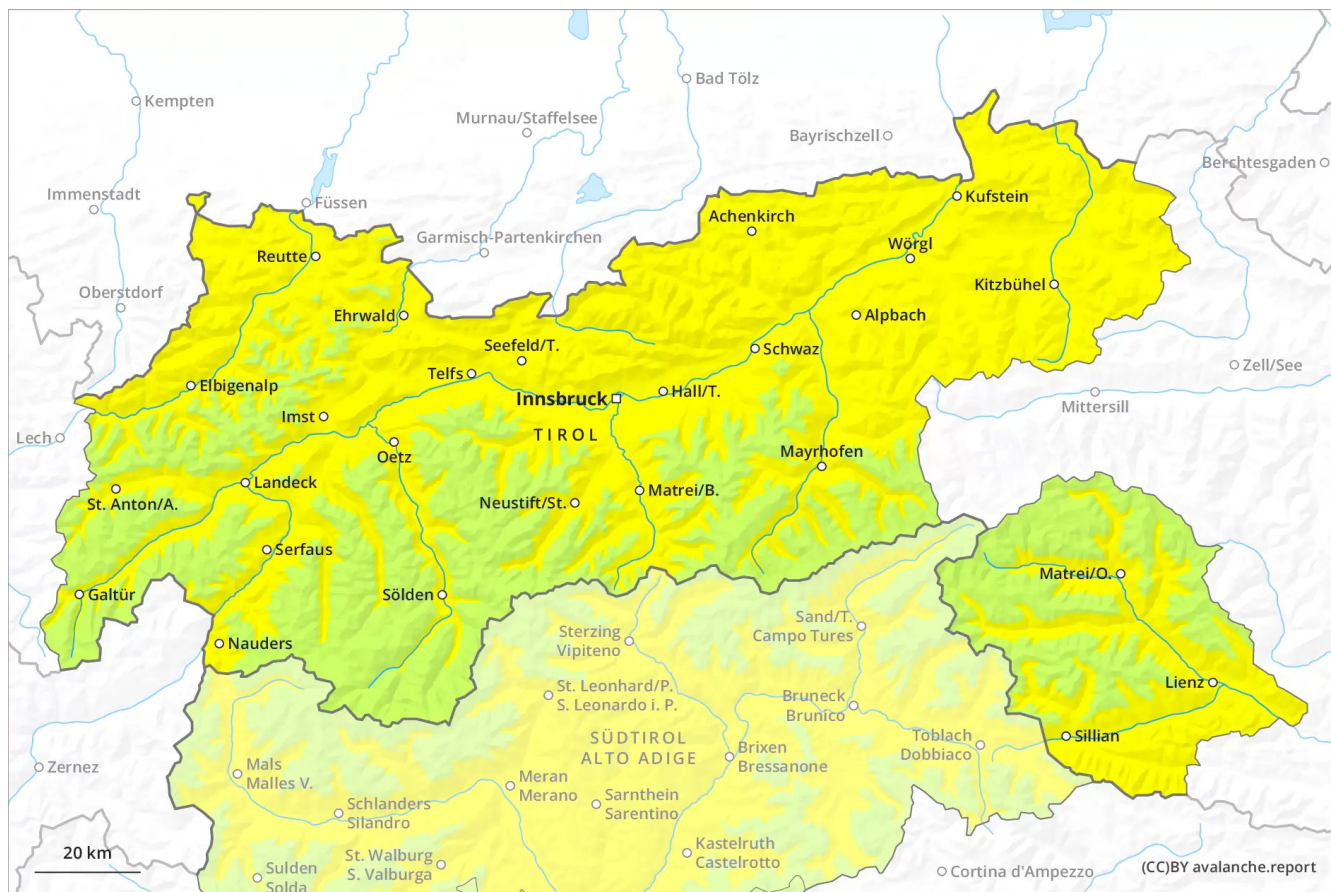 Bad Tölz
Kempten
Murnau/Staffelsee
Bayrischzell
Berchtesgaden
Immenstadt
Füssen
Kufstein
Achenkirch
Garmisch-Partenkirchen
Wörgl
Reutte
Kitzbühel
Oberstdorf
Ehrwald
Alpbach
Seefeld/T.
Schwaz
Zell/See
Telfs
Elbigenalp
Innsbruck
Hall/T.
Mittersill
Imst
TIROL
Lech
Oetz
Mayrhofen
Landeck
St. Anton/A.
Neustift/St.
Matrei/B.
Serfaus
Matrei/O.
Galtür
Sölden
Sand/T.
Campo Tures
Sterzing
Vipiteno
Nauders
Lienz
St. Leonhard/P.
S. Leonardo i. P.
Bruneck
Brunico
Toblach
Dobbiaco
Sillian
SÜDTIROL
ALTO ADIGE
Brixen
Bressanone
Zernez
Mals
Malles V.
Meran
Merano
Sarnthein
Sarentino
Schlanders
Silandro
Kastelruth
Castelrotto
20 km
St. Walburg
S. Valburga
Sulden
Solda
Cortina d'Ampezzo
(CC)BY avalanche.report